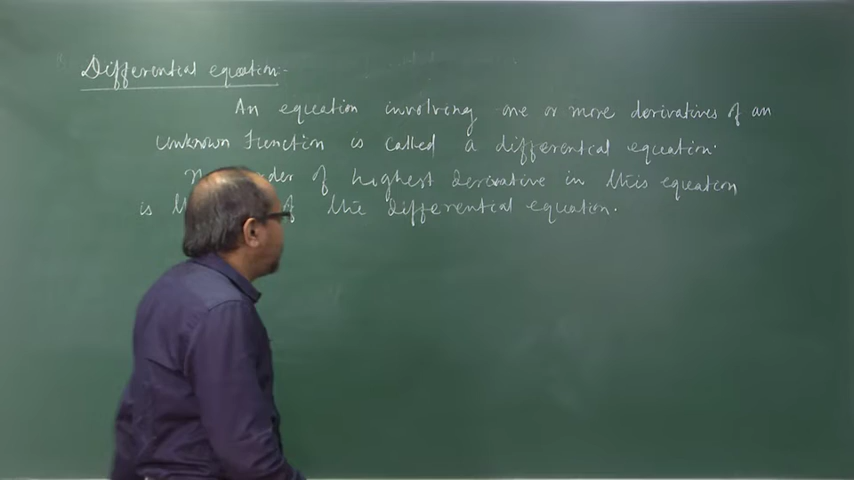 Differential equation-
An equation involving one or more derivatives of an
unknown Function is called a differential equation.
of highest derivative in this equation
is of the differential equation.